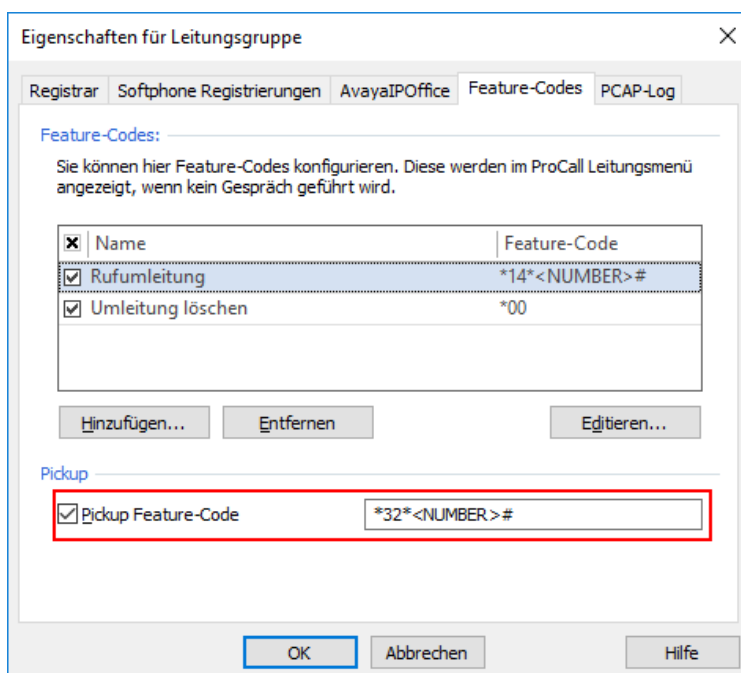 Eigenschaften für Leitungsgruppe
Registrar Softphone Registrierungen AvayaIPOffice Feature-Codes PCAP-Log
Feature-Codes:
Sie können hier Feature-Codes konfigurieren. Diese werden im ProCall Leitungsmenü
angezeigt, wenn kein Gespräch geführt wird.
Name Feature-Code
Rufumleitung *14*<NUMBER>#
Umleitung löschen *00
Hinzufügen... Entfernen Editieren...
Pickup
Pickup Feature-Code *32*<NUMBER>#
OK Abbrechen Hilfe